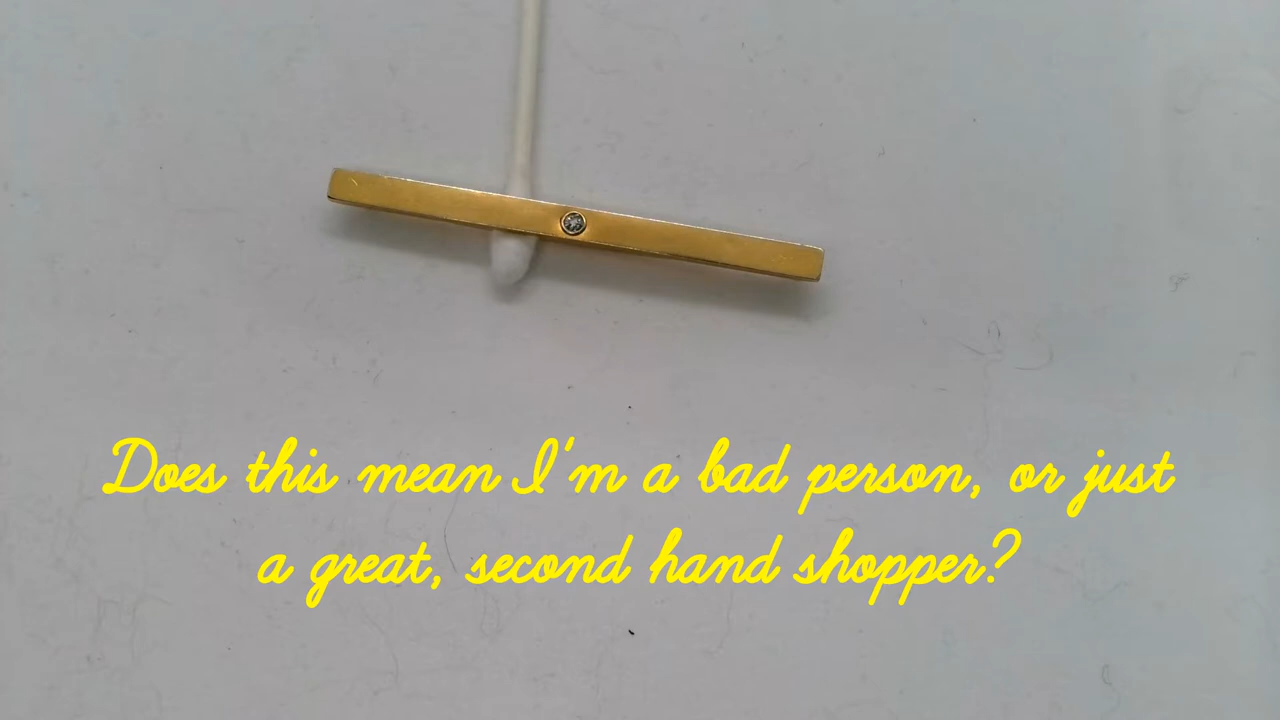 Does this mean I'm a bad person, or just
a great, second hand shopper?